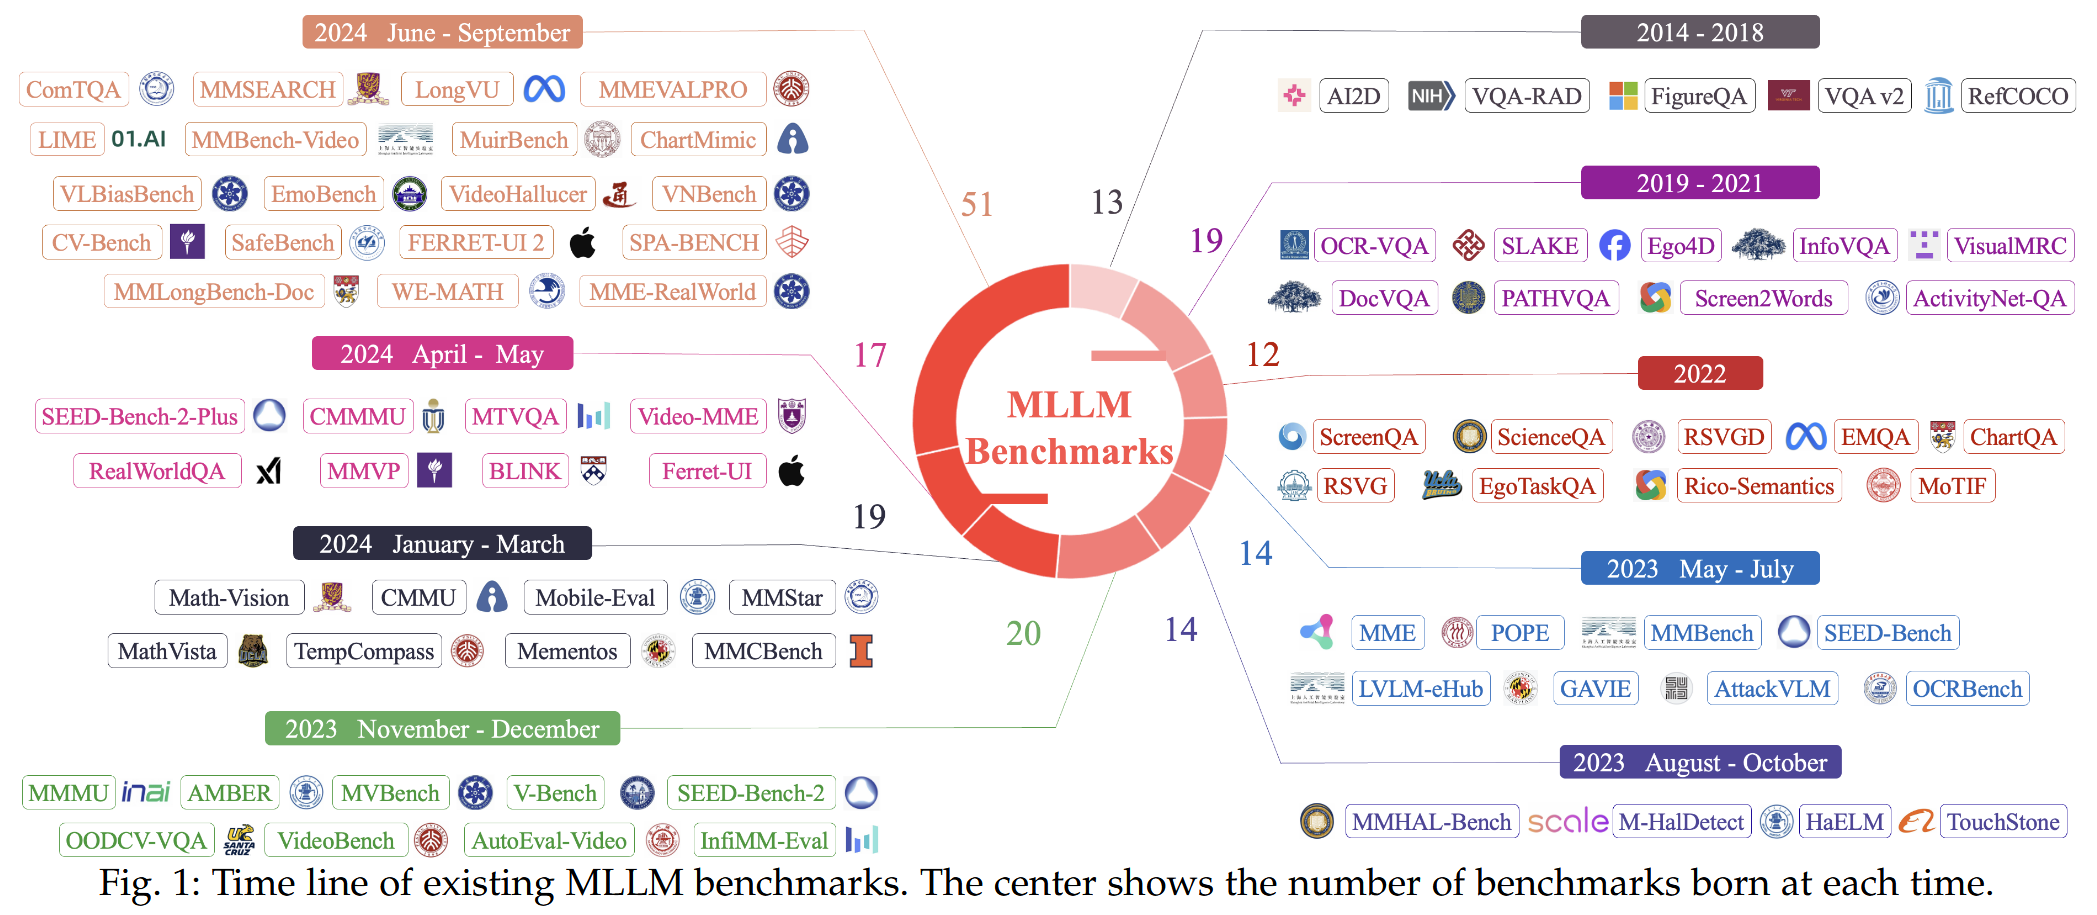 2024 June - September
ComTQA MMSEARCH LongVU MMEVALPRO
LIME 01.AI MMBench-Video MuirBench ChartMimic
VLBiasBench EmoBench VideoHallucer VNBench
CV-Bench SafeBench FERRET-UI 2 SPA-BENCH
MMLongBench-Doc WE-MATH MME-RealWorld
51
2024 April - May
17
SEED-Bench-2-Plus CMMMU MTVQA Video-MME
RealWorldQA MMVP BLINK Ferret-UI
2024 January - March
19
Math-Vision CMMU Mobile-Eval MMStar
MathVista UCLA TempCompass Mementos MMCBench
2023 November - December
20
MMMU inai AMBER MVBench V-Bench SEED-Bench-2
OODCV-VQA UC SANTA CRUZ VideoBench AutoEval-Video InfiMM-Eval
MLLM
Benchmarks
2014 - 2018
13
AI2D NIH VQA-RAD FigureQA VQA v2 RefCOCO
2019 - 2021
19
OCR-VQA SLAKE Ego4D InfoVQA VisualMRC
DocVQA PATHVQA Screen2Words ActivityNet-QA
2022
12
ScreenQA ScienceQA RSVGD EMQA ChartQA
RSVG UCLA BRUINS EgoTaskQA Rico-Semantics MoTIF
2023 May - July
14
MME POPE MMBench SEED-Bench
LVLM-eHub GAVIE AttackVLM OCRBench
2023 August - October
14
MMHAL-Bench scale M-HalDetect HaELM TouchStone
Fig. 1: Time line of existing MLLM benchmarks. The center shows the number of benchmarks born at each time.